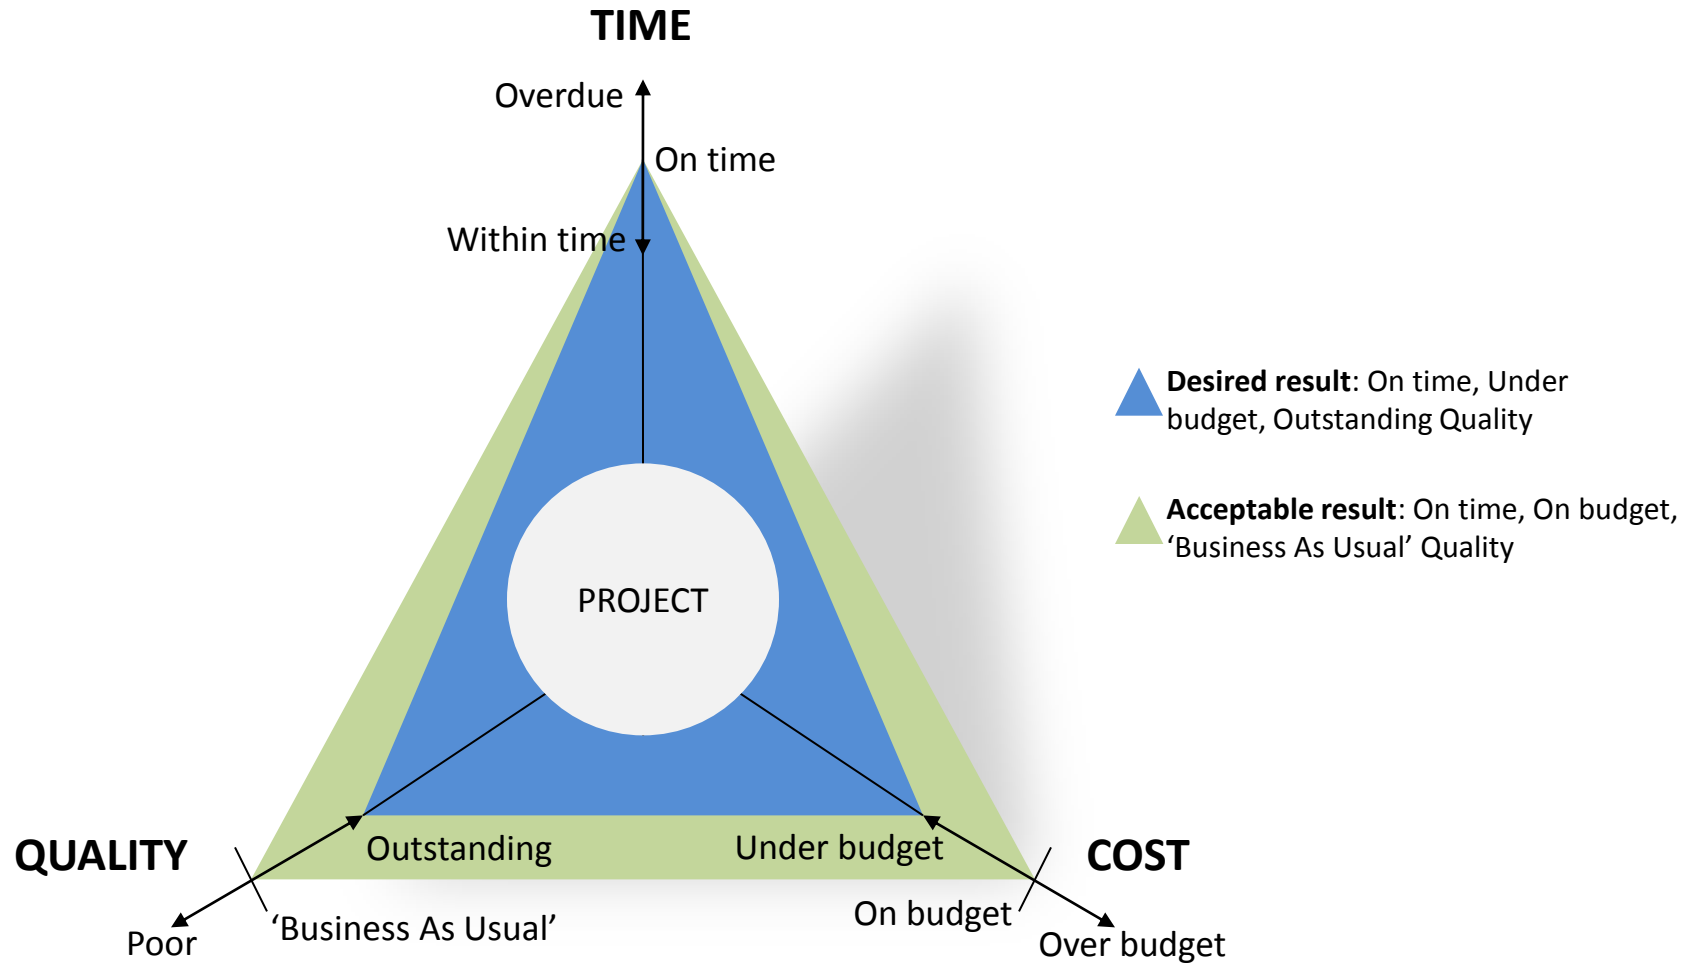 TIME
Overdue
On time
Within time
Desired result: On time, Under
budget, Outstanding Quality
Acceptable result: On time, On budget,
‘Business As Usual’ Quality
PROJECT
QUALITY
Outstanding
Under budget
COST
Poor
‘Business As Usual’
On budget
Over budget